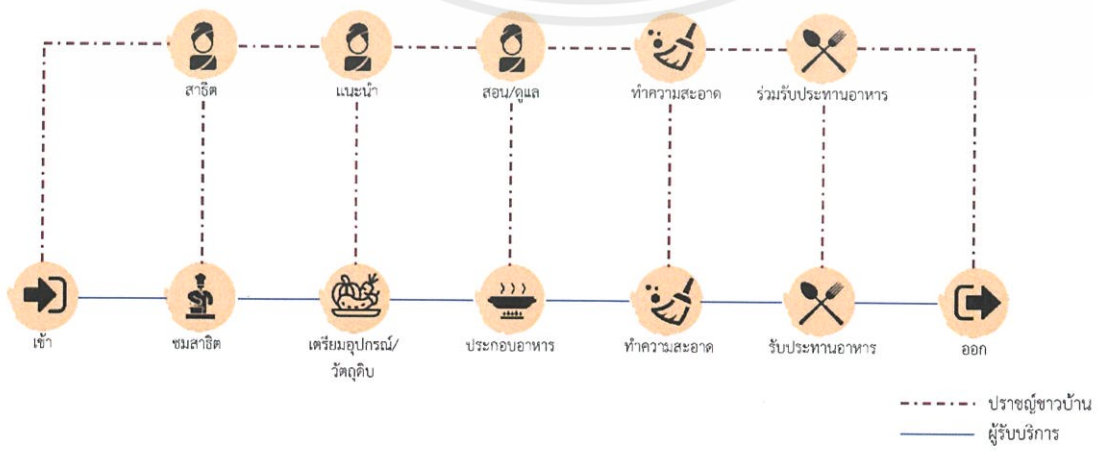 สาธิต
แนะนำ
สอน/ดูแล
ทำความสะอาด
ร่วมรับประทานอาหาร
เข้า
ชมสาธิต
เตรียมอุปกรณ์/
วัตถุดิบ
ประกอบอาหาร
ทำความสะอาด
รับประทานอาหาร
ออก
ปราชญ์ชาวบ้าน
ผู้รับบริการ